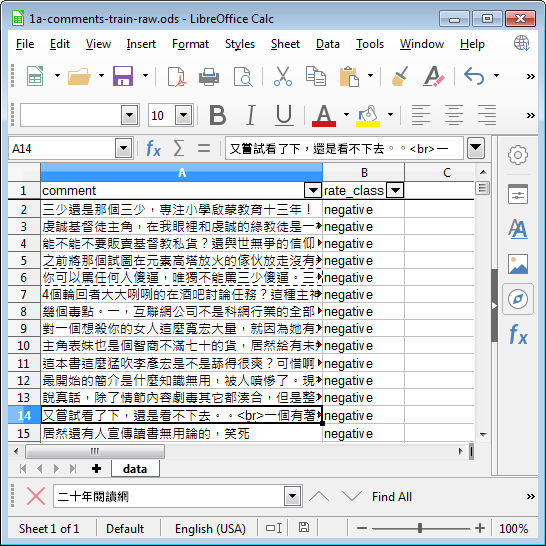 1a-comments-train-raw.ods - LibreOffice Calc
File Edit View Insert Format Styles Sheet Data Tools Window Help
10
A14
又嘗試看了下，還是看不下去。。<br>一
A B C
1 comment rate_class
2 三少還是那個三少，專注小學啟蒙教育十三年！ negative
3 虔誠基督徒主角，在我眼裡和虔誠的綠教徒是一 negative
4 能不能不要販賣基督教私貨？還與世無爭的信仰 negative
5 之前將那個試圖在元素高塔放火的傢伙放走沒有 negative
6 你可以罵任何人傻逼，唯獨不能罵三少傻逼。三 negative
7 4個輪回者大大咧咧的在酒吧討論任務？這種主神 negative
8 幾個毒點。一，互聯網公司不是科網行業的全部 negative
9 對一個想殺你的女人這麼寬宏大量，就因為她有 negative
10 主角表妹也是個智商不滿七十的貨，居然給有未 negative
11 這本書這麼猛吹李彥宏是不是舔得很爽？可惜啊 negative
12 最開始的簡介是什麼知識無用，被人噴慘了。現 negative
13 說真話，除了情節內容劇毒其它都湊合，但是整 negative
14 又嘗試看了下，還是看不下去。。<br>一個有著 negative
15 居然還有人宣傳讀書無用論的，笑死 negative
data
二十年閱讀網 Find All
Sheet 1 of 1 Default English (USA) 100%